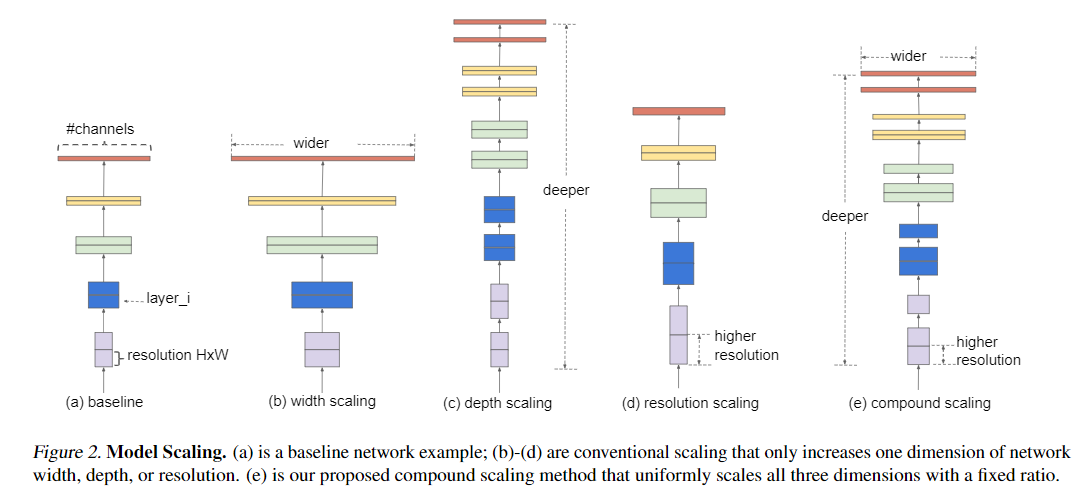 #channels
layer_i
resolution HxW
(a) baseline
wider
(b) width scaling
deeper
(c) depth scaling
higher
resolution
(d) resolution scaling
wider
deeper
higher
resolution
(e) compound scaling
Figure 2. Model Scaling. (a) is a baseline network example; (b)-(d) are conventional scaling that only increases one dimension of network
width, depth, or resolution. (e) is our proposed compound scaling method that uniformly scales all three dimensions with a fixed ratio.